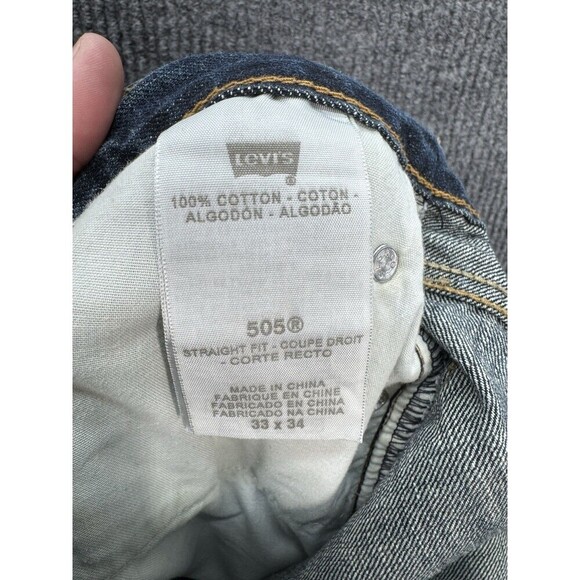 LEVI'S
®
100% COTTON - COTON -
ALGODÓN - ALGODÃO
505®
STRAIGHT FIT - COUPE DROIT
- CORTE RECTO
MADE IN CHINA
FABRIQUE EN CHINE
FABRICADO EN CHINA
FABRICADO NA CHINA
33 x 34